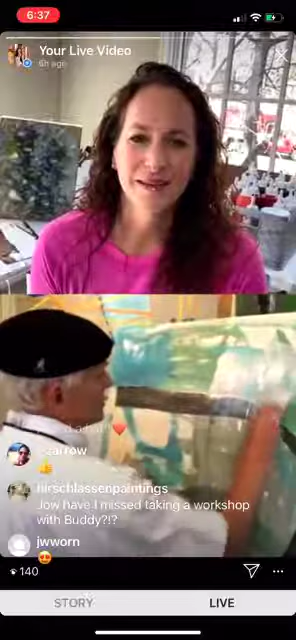 6:37
Your Live Video
6h ago
hirschlassenpaintings
Jow have I missed taking a workshop
with Buddy?!?
jwworn
140
STORY
LIVE